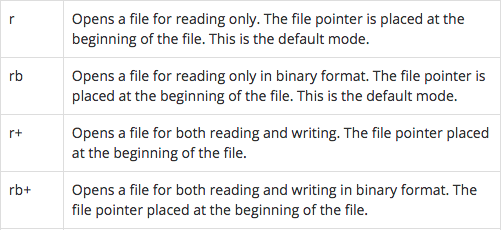 r Opens a file for reading only. The file pointer is placed at the
beginning of the file. This is the default mode.
rb Opens a file for reading only in binary format. The file pointer is
placed at the beginning of the file. This is the default mode.
r+ Opens a file for both reading and writing. The file pointer placed
at the beginning of the file.
rb+ Opens a file for both reading and writing in binary format. The
file pointer placed at the beginning of the file.